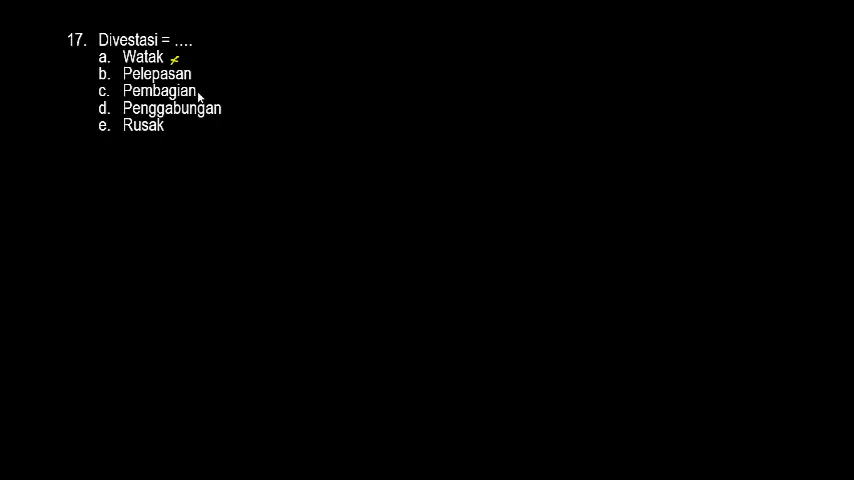 17. Divestasi = ....
a. Watak
b. Pelepasan
c. Pembagian
d. Penggabungan
e. Rusak